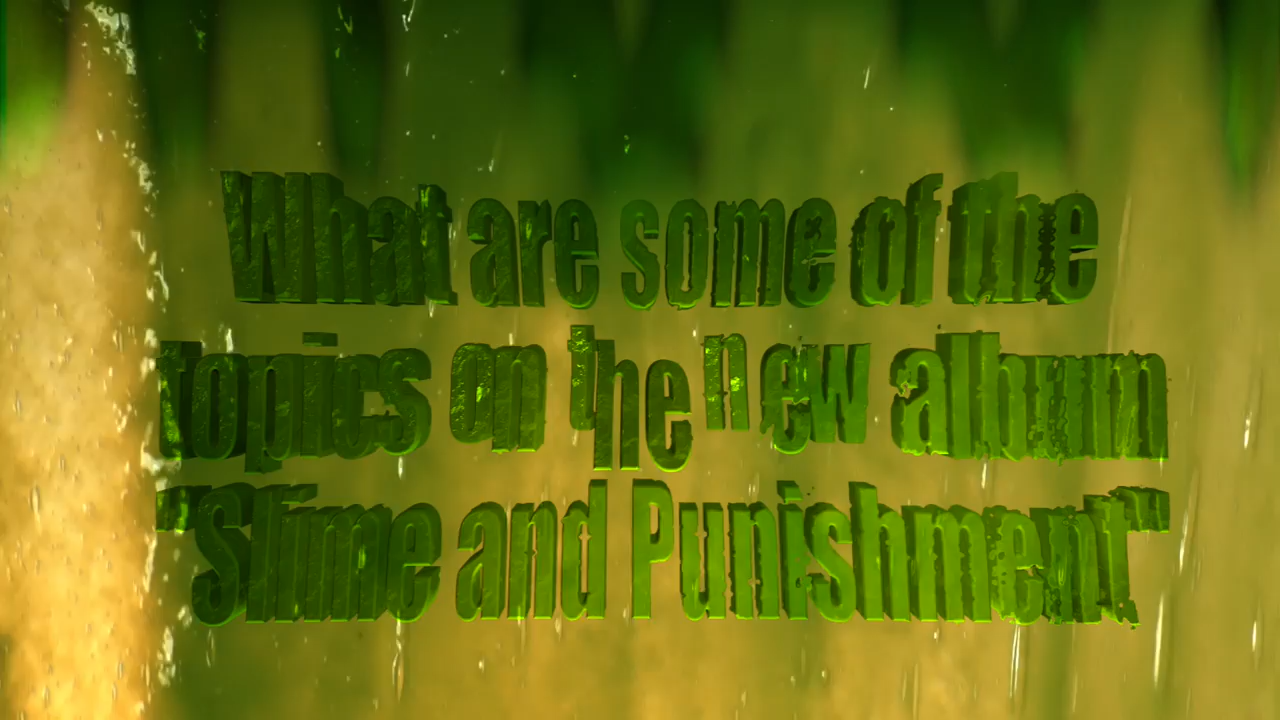 What are some of the
topics on the new album
"Slime and Punishment"